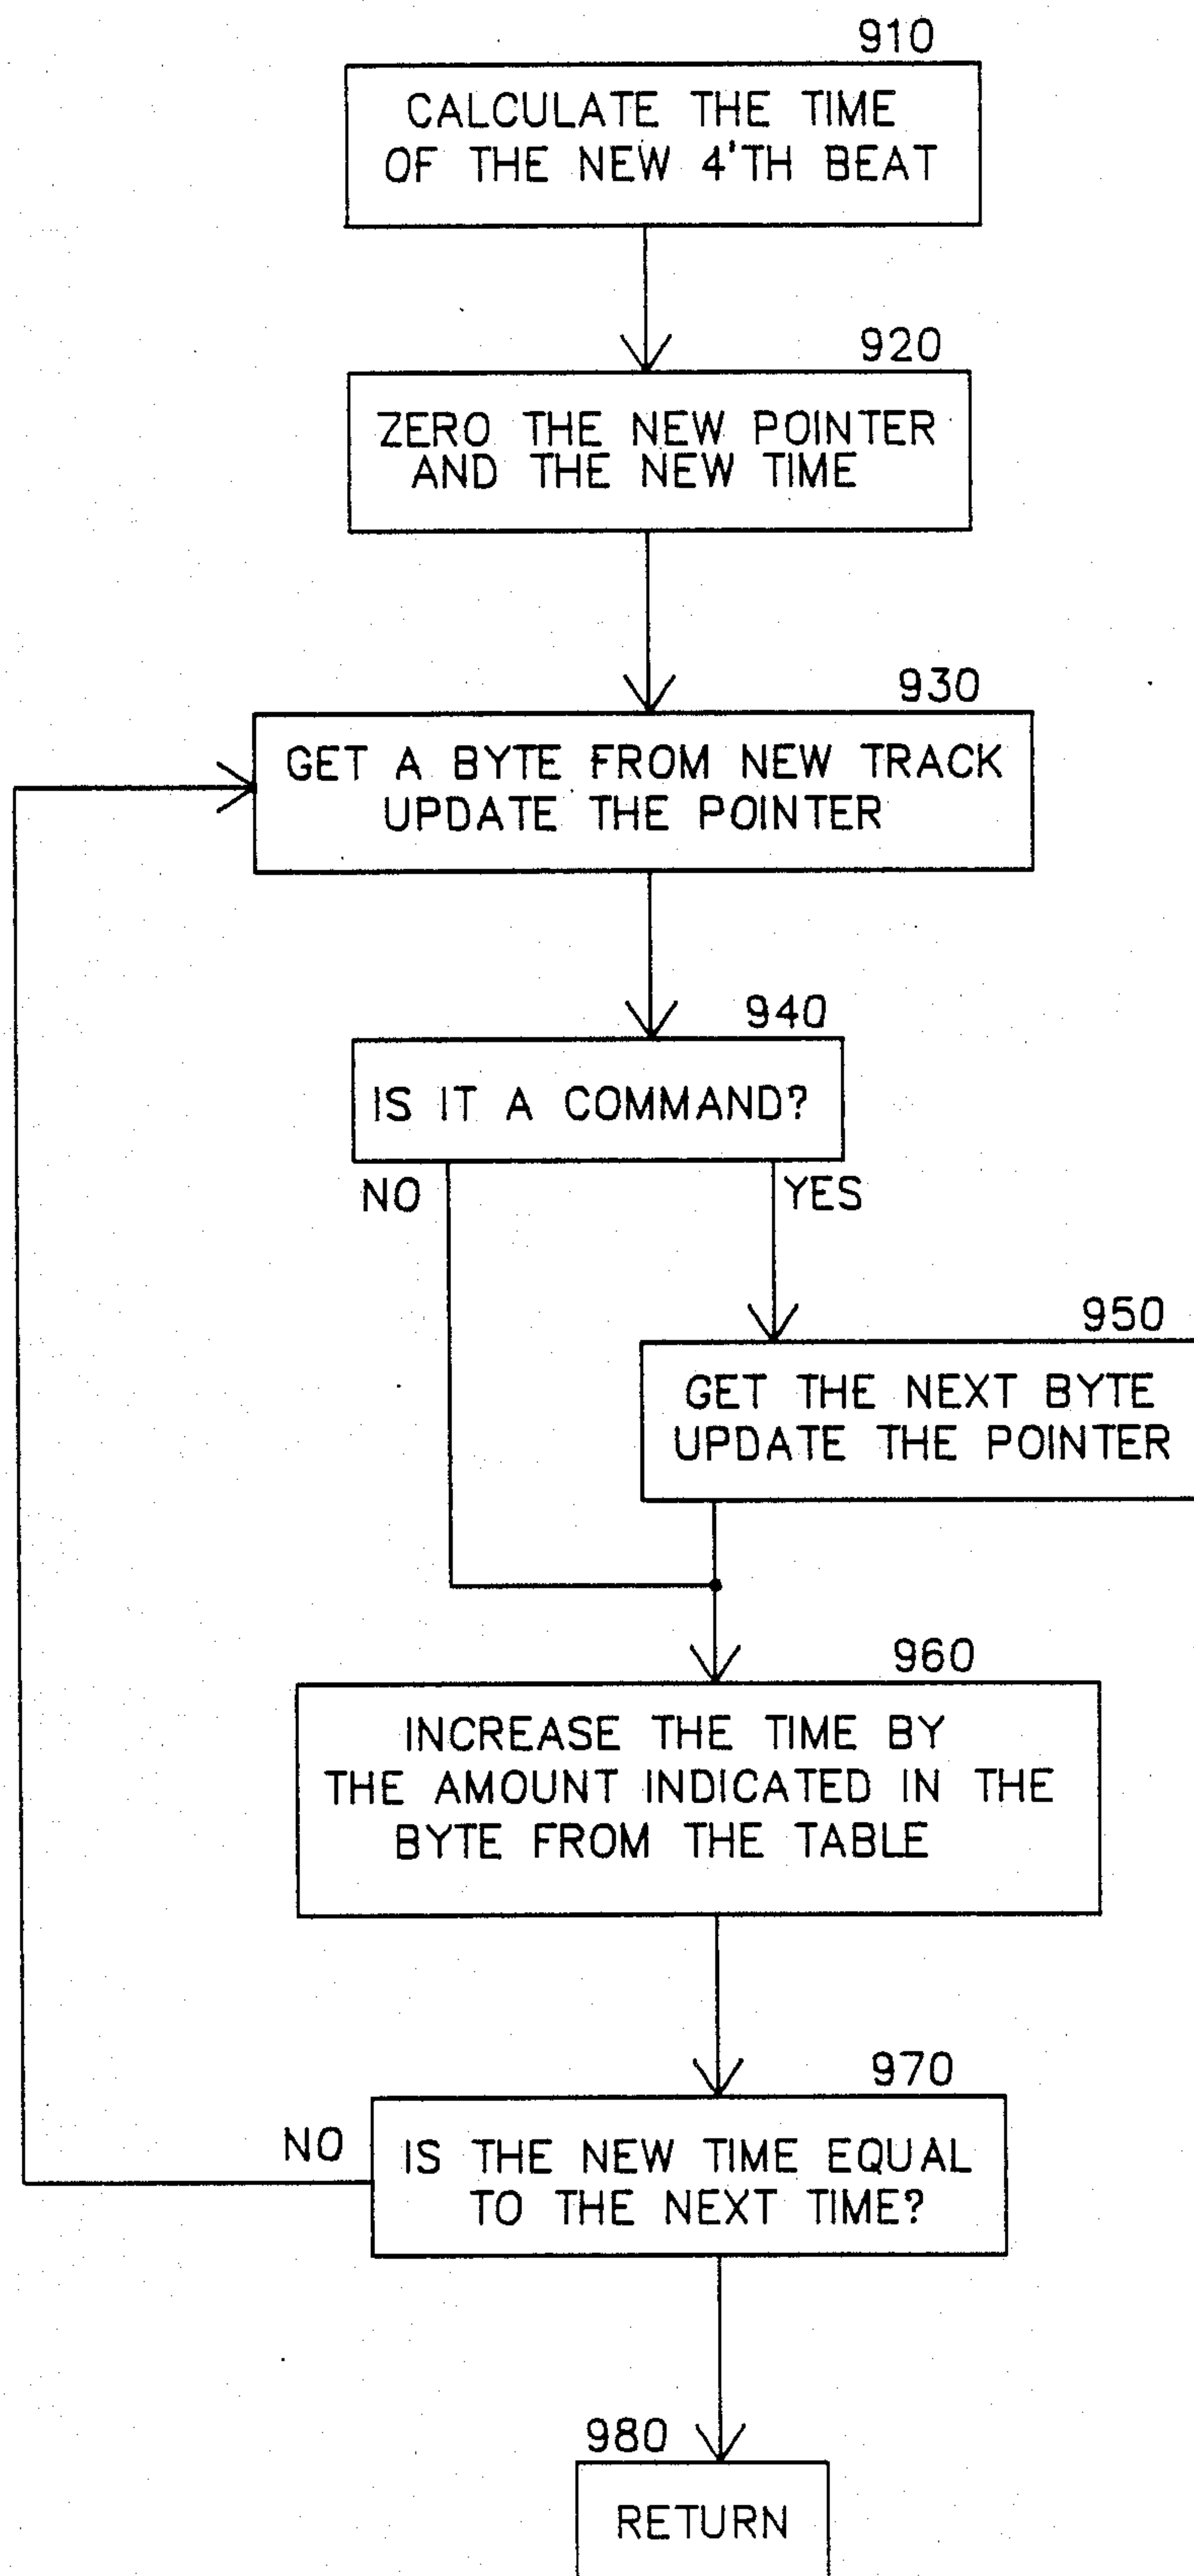 910
CALCULATE THE TIME
OF THE NEW 4'TH BEAT
920
ZERO THE NEW POINTER
AND THE NEW TIME
930
GET A BYTE FROM NEW TRACK
UPDATE THE POINTER
940
IS IT A COMMAND?
NO
YES
950
GET THE NEXT BYTE
UPDATE THE POINTER
960
INCREASE THE TIME BY
THE AMOUNT INDICATED IN THE
BYTE FROM THE TABLE
970
NO
IS THE NEW TIME EQUAL
TO THE NEXT TIME?
980
RETURN